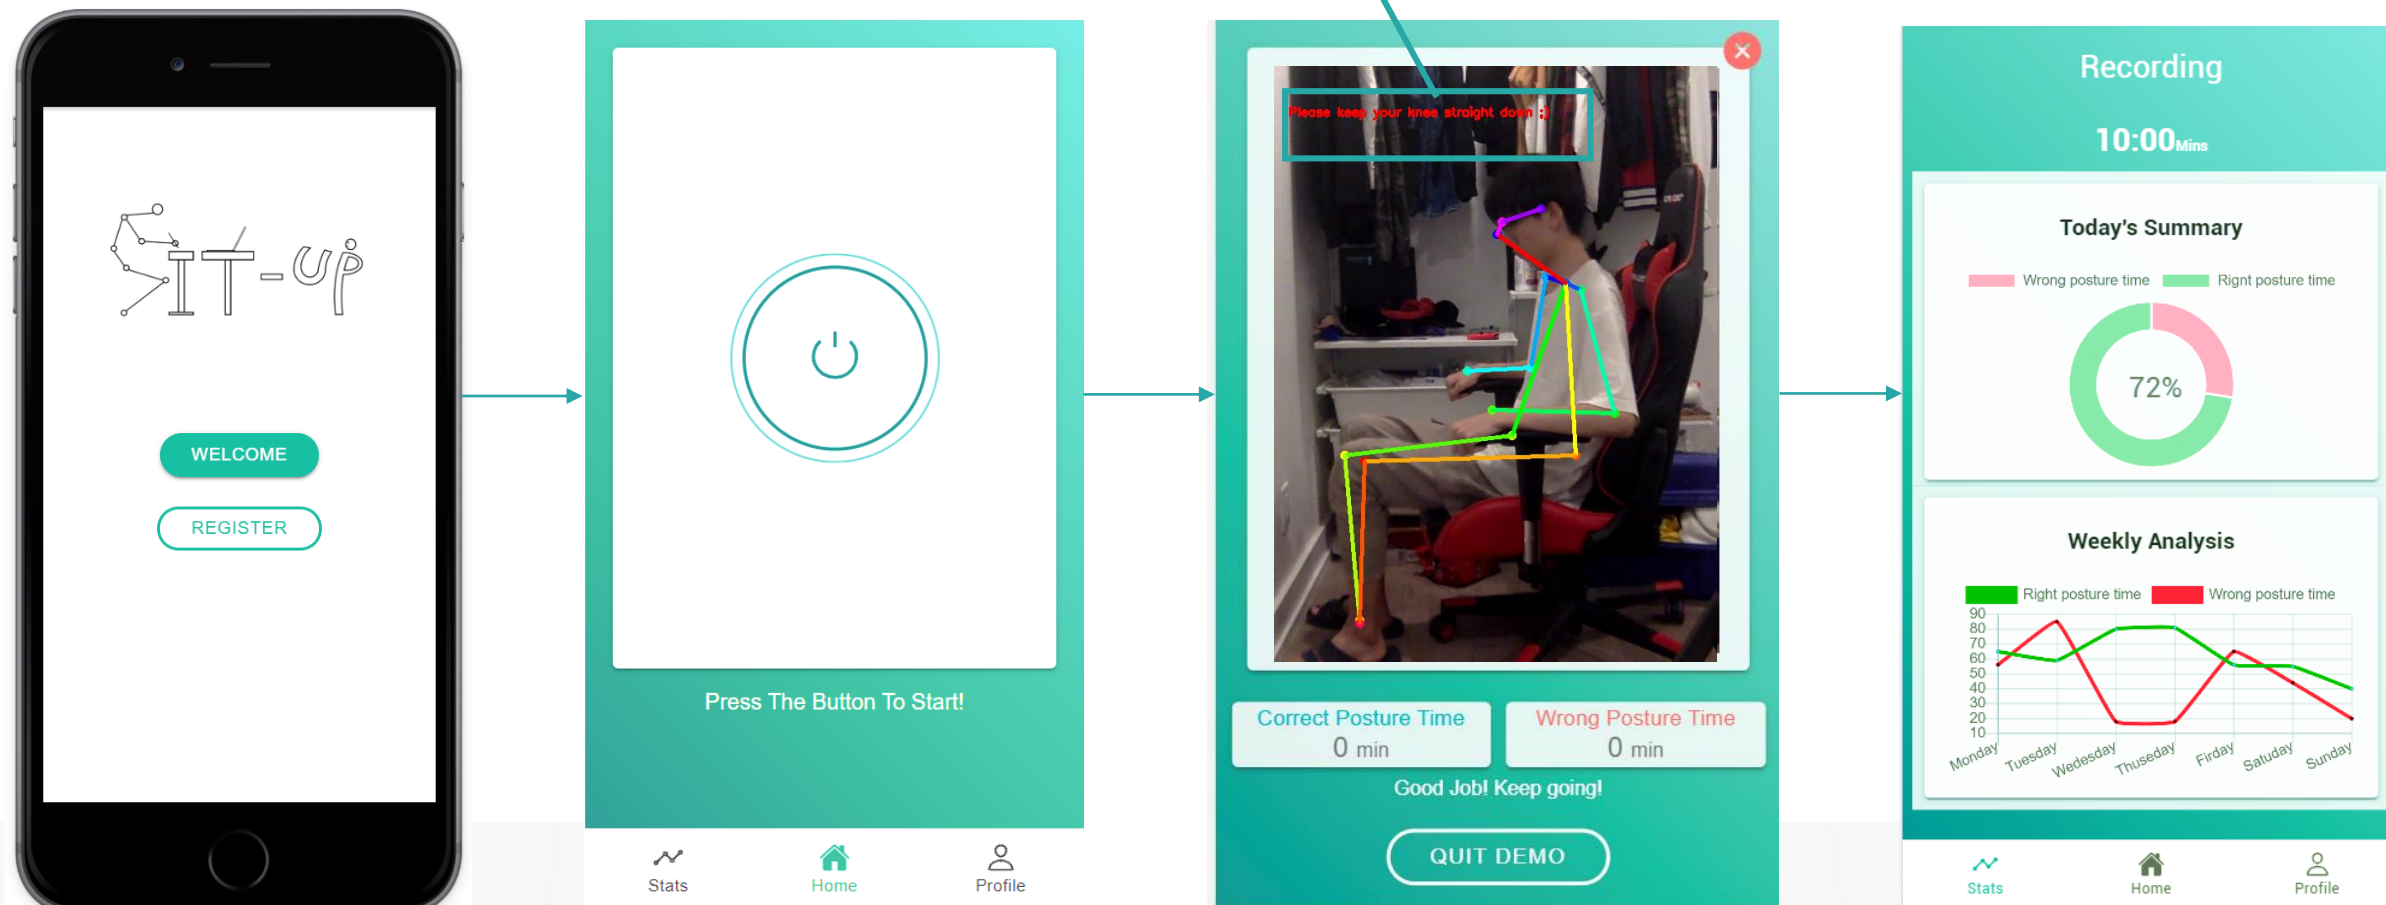 SIT-UP
WELCOME
REGISTER
Press The Button To Start!
Stats
Home
Profile
Please keep your knee straight down :)
Correct Posture Time
0 min
Wrong Posture Time
0 min
Good Job! Keep going!
QUIT DEMO
Recording
10:00Mins
Today's Summary
Wrong posture time
Rignt posture time
72%
Weekly Analysis
Right posture time
Wrong posture time
90
80
70
60
50
40
30
20
10
Monday
Tuesday
Wedesday
Thuseday
Firday
Satuday
Sunday
Stats
Home
Profile